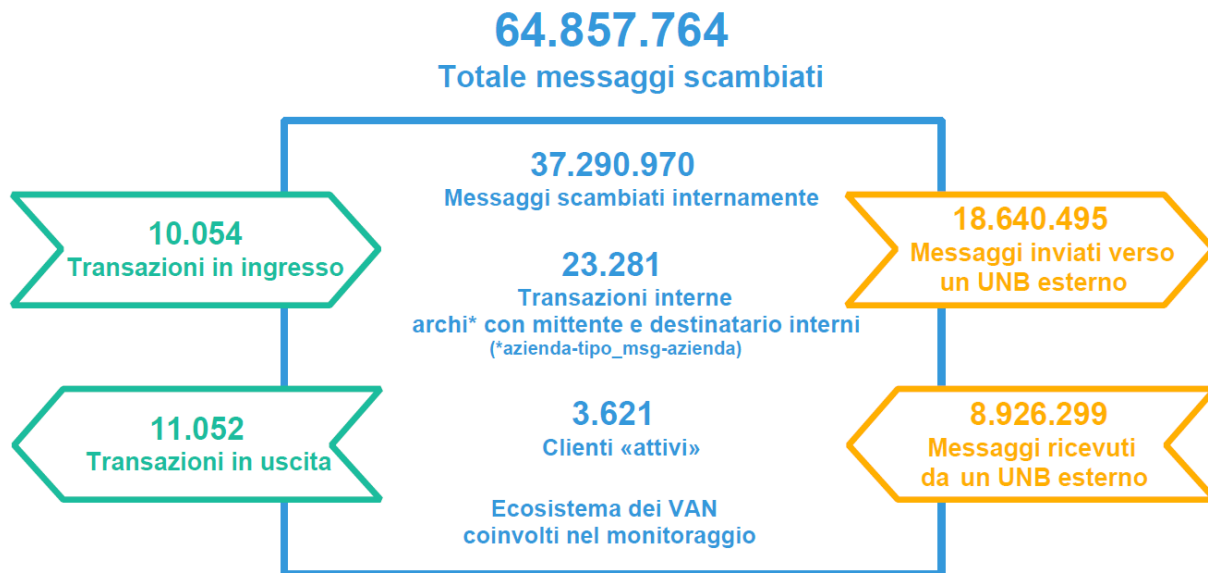 64.857.764
Totale messaggi scambiati
37.290.970
Messaggi scambiati internamente
10.054
Transazioni in ingresso
18.640.495
Messaggi inviati verso
un UNB esterno
23.281
Transazioni interne
archi* con mittente e destinatario interni
(*azienda-tipo_msg-azienda)
11.052
Transazioni in uscita
3.621
Clienti «attivi»
8.926.299
Messaggi ricevuti
da un UNB esterno
Ecosistema dei VAN
coinvolti nel monitoraggio